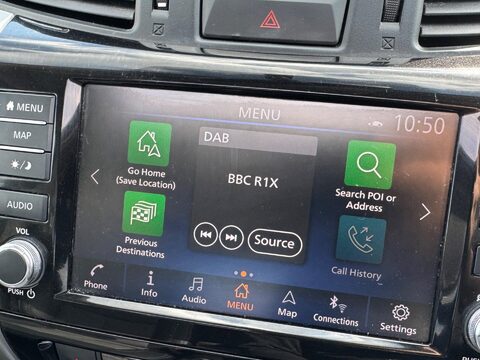 MENU
MAP
AUDIO
VOL
PUSH
MENU
10:50
DAB
BBC R1X
Source
Go Home
(Save Location)
Previous
Destinations
Search POI or
Address
Call History
Phone
Info
Audio
MENU
Map
Connections
Settings